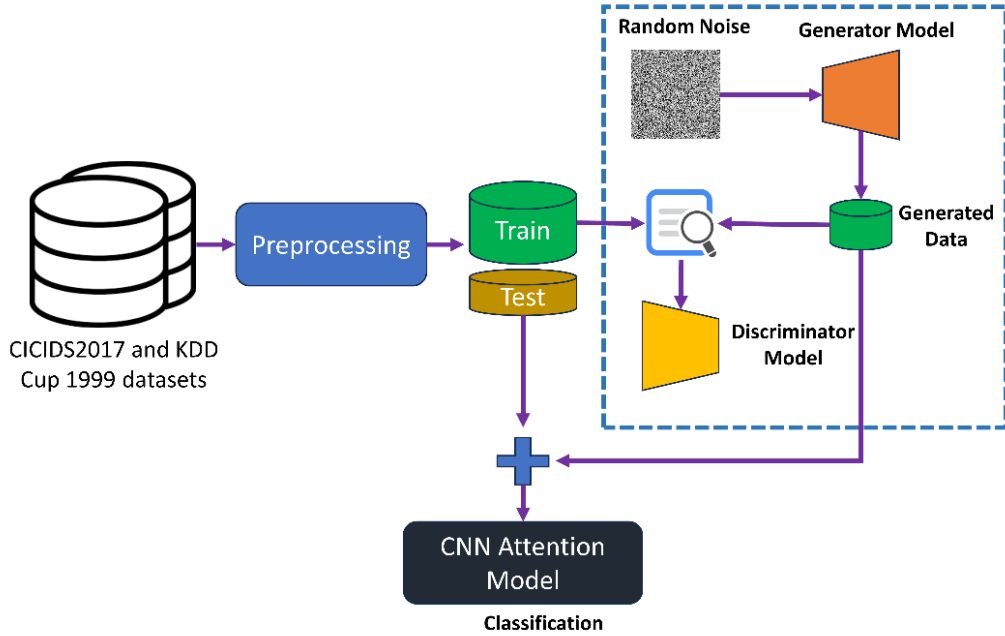 Random Noise
Generator Model
Preprocessing
Train
Test
Generated
Data
Discriminator
Model
CICIDS2017 and KDD
Cup 1999 datasets
CNN Attention
Model
Classification